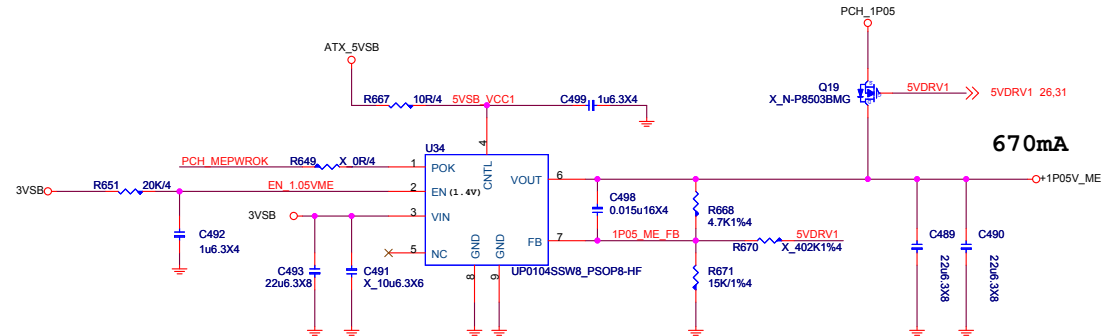 PCH_1P05
ATX_5VSB
Q19
X_N-P8503BMG
5VDRV1
5VDRV1 26,31
R667
10R/4
5VSB_VCC1
C499
1u6.3X4
670mA
U34
4
PCH_MEPWROK
R649
X_0R/4
1
POK
CNTL
VOUT
6
+1P05V_ME
3VSB
R651
20K/4
EN_1.05VME
2
EN(1.4V)
C498
0.015u16X4
R668
4.7K1%4
3VSB
3
VIN
C492
1u6.3X4
FB
7
1P05_ME_FB
R670
5VDRV1
X_402K1%4
C489
22u6.3X8
C490
22u6.3X8
5
NC
GND
GND
C493
22u6.3X8
C491
X_10u6.3X6
8
9
UP0104SSW8_PSOP8-HF
R671
15K/1%4